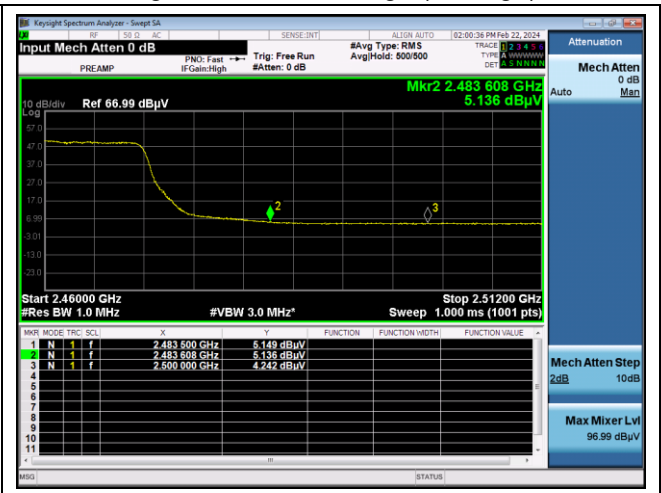 Keysight Spectrum Analyzer - Swept SA
RF 50 Ω AC SENSE:INT ALIGN AUTO 02:00:36 PM Feb 22, 2024
Input Mech Atten 0 dB
PREAMP
PNO: Fast
IFGain:High
Trig: Free Run
#Atten: 0 dB
#Avg Type: RMS
Avg|Hold: 500/500
TRACE 1 2 3 4 5 6
TYPE A WWWWW
DET A S N N N N
Mkr2 2.483 608 GHz
5.136 dBµV
10 dB/div Ref 66.99 dBµV
Log
57.0
47.0
37.0
27.0
17.0
6.99
-3.01
-13.0
-23.0
2
3
Start 2.46000 GHz Stop 2.51200 GHz
#Res BW 1.0 MHz #VBW 3.0 MHz* Sweep 1.000 ms (1001 pts)
MKR MODE TRC SCL X Y FUNCTION FUNCTION WIDTH FUNCTION VALUE
1 N 1 f 2.483 500 GHz 5.149 dBuV
2 N 1 f 2.483 608 GHz 5.136 dBuV
3 N 1 f 2.500 000 GHz 4.242 dBuV
4
5
6
7
8
9
10
11
MSG STATUS
Attenuation
Mech Atten
0 dB
Auto Man
Mech Atten Step
2dB 10dB
Max Mixer Lvl
96.99 dBµV